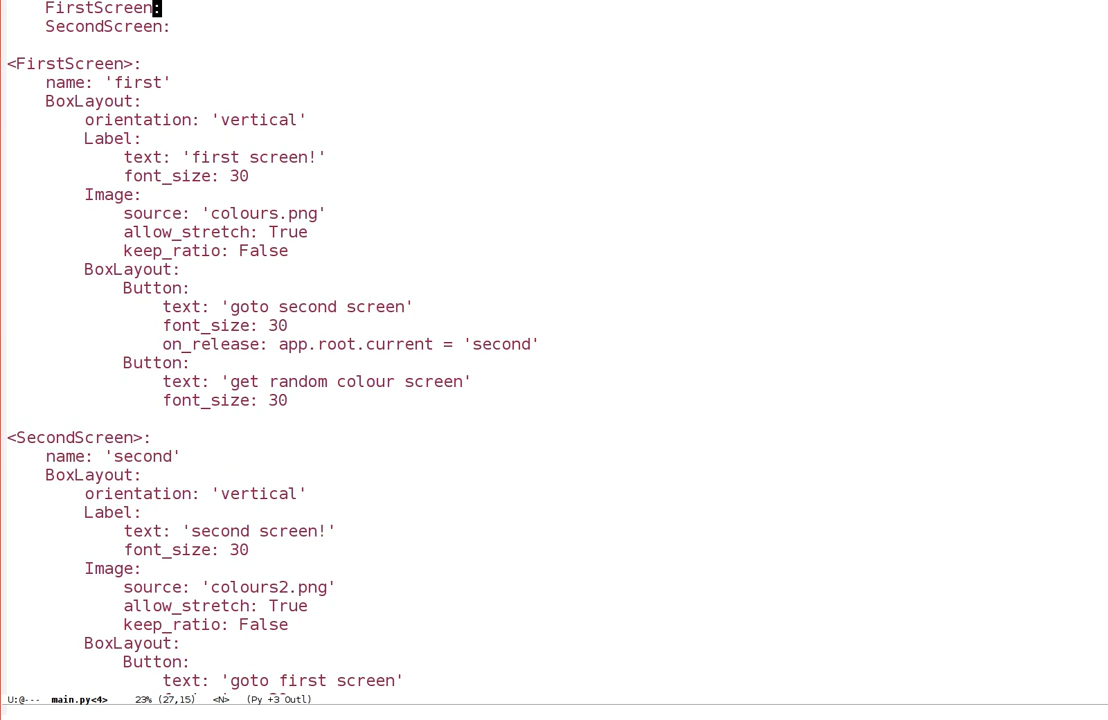 FirstScreen:
    SecondScreen:

<FirstScreen>:
    name: 'first'
    BoxLayout:
        orientation: 'vertical'
        Label:
            text: 'first screen!'
            font_size: 30
        Image:
            source: 'colours.png'
            allow_stretch: True
            keep_ratio: False
        BoxLayout:
            Button:
                text: 'goto second screen'
                font_size: 30
                on_release: app.root.current = 'second'
            Button:
                text: 'get random colour screen'
                font_size: 30

<SecondScreen>:
    name: 'second'
    BoxLayout:
        orientation: 'vertical'
        Label:
            text: 'second screen!'
            font_size: 30
        Image:
            source: 'colours2.png'
            allow_stretch: True
            keep_ratio: False
        BoxLayout:
            Button:
                text: 'goto first screen'
U:@--- main.py<4> 23% (27,15) <N> (Py +3 Outl)